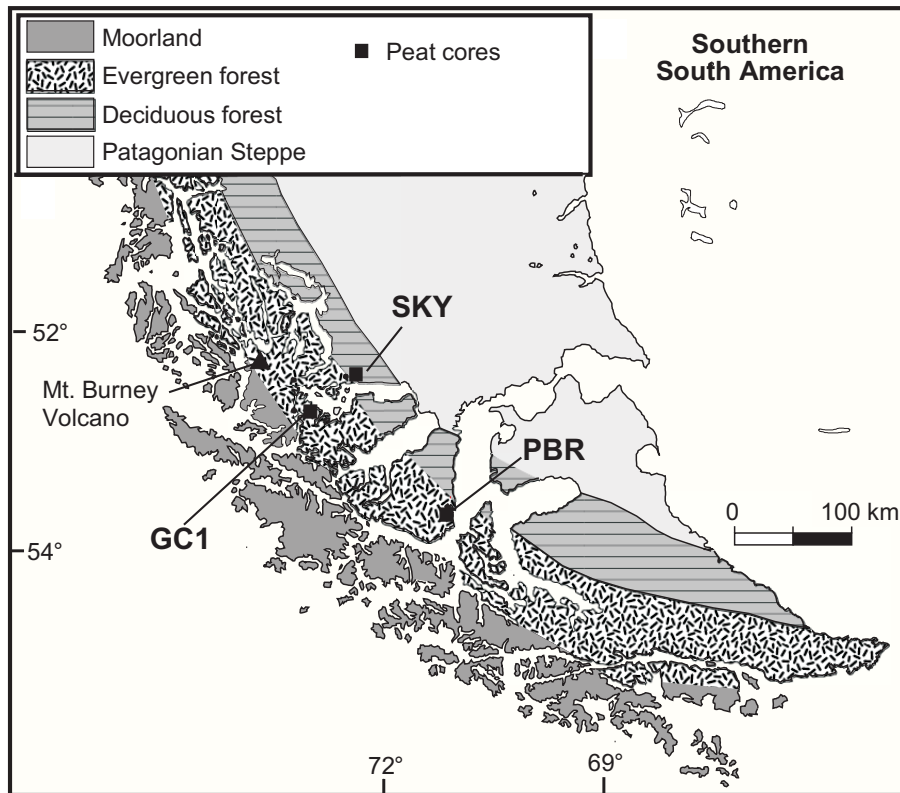 Moorland
Evergreen forest
Deciduous forest
Patagonian Steppe
Peat cores
Southern
South America
52°
SKY
Mt. Burney
Volcano
PBR
GC1
54°
0 100 km
72°
69°